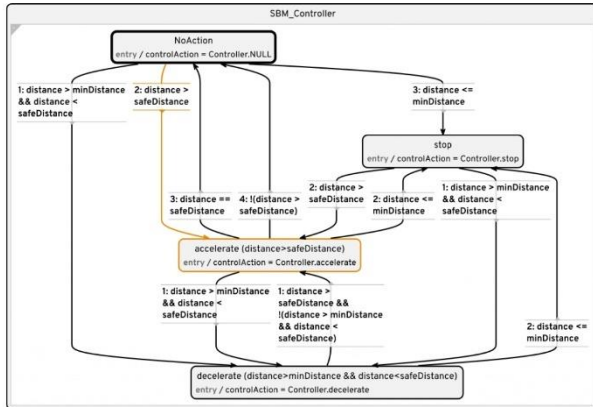 SBM_Controller
NoAction
entry / controlAction = Controller.NULL
1: distance > minDistance
&& distance <
safeDistance
2: distance >
safeDistance
3: distance <=
minDistance
stop
entry / controlAction = Controller.stop
3: distance ==
safeDistance
4: !(distance >
safeDistance)
2: distance >
safeDistance
2: distance <=
minDistance
1: distance > minDistance
&& distance <
safeDistance
accelerate (distance>safeDistance)
entry / controlAction = Controller.accelerate
1: distance > minDistance
&& distance <
safeDistance
1: distance >
safeDistance &&
!(distance > minDistance
&& distance <
safeDistance)
2: distance <=
minDistance
decelerate (distance>minDistance && distance<safeDistance)
entry / controlAction = Controller.decelerate